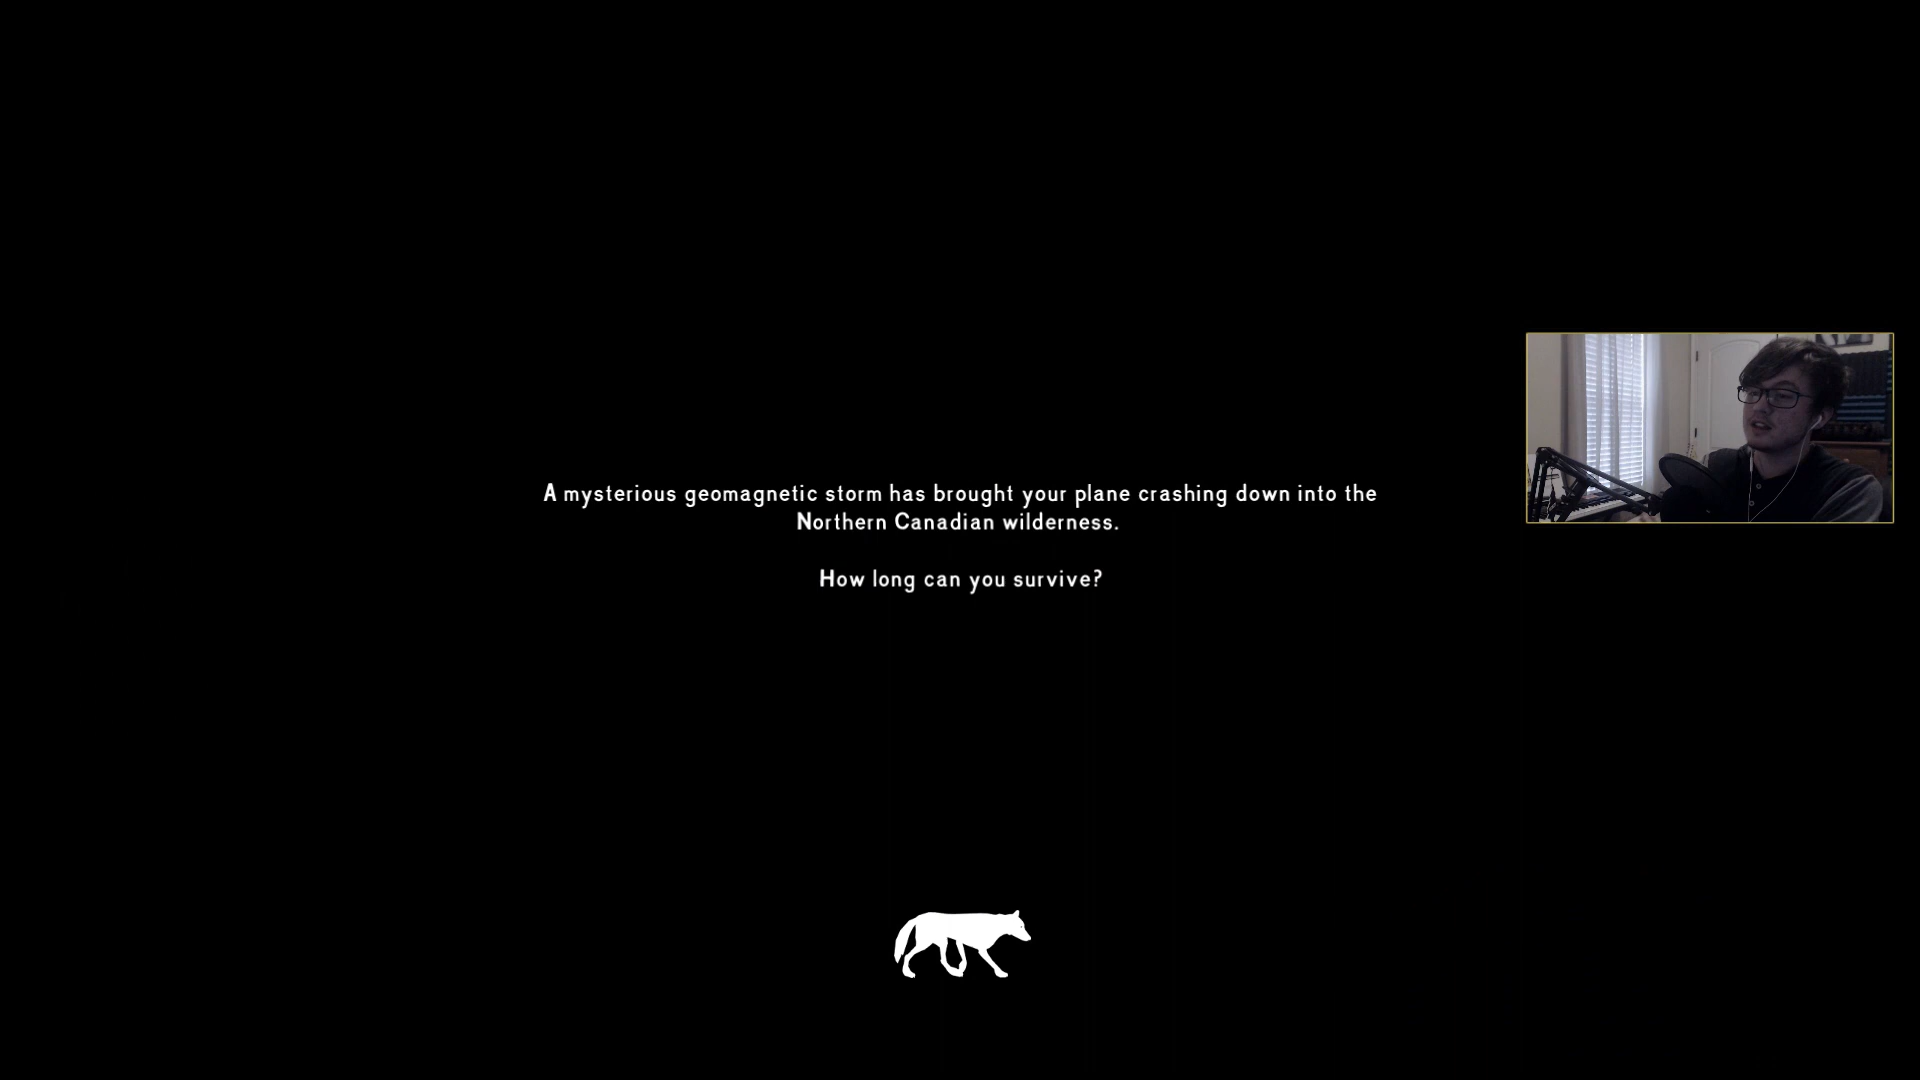 A mysterious geomagnetic storm has brought your plane crashing down into the
Northern Canadian wilderness.
How long can you survive?